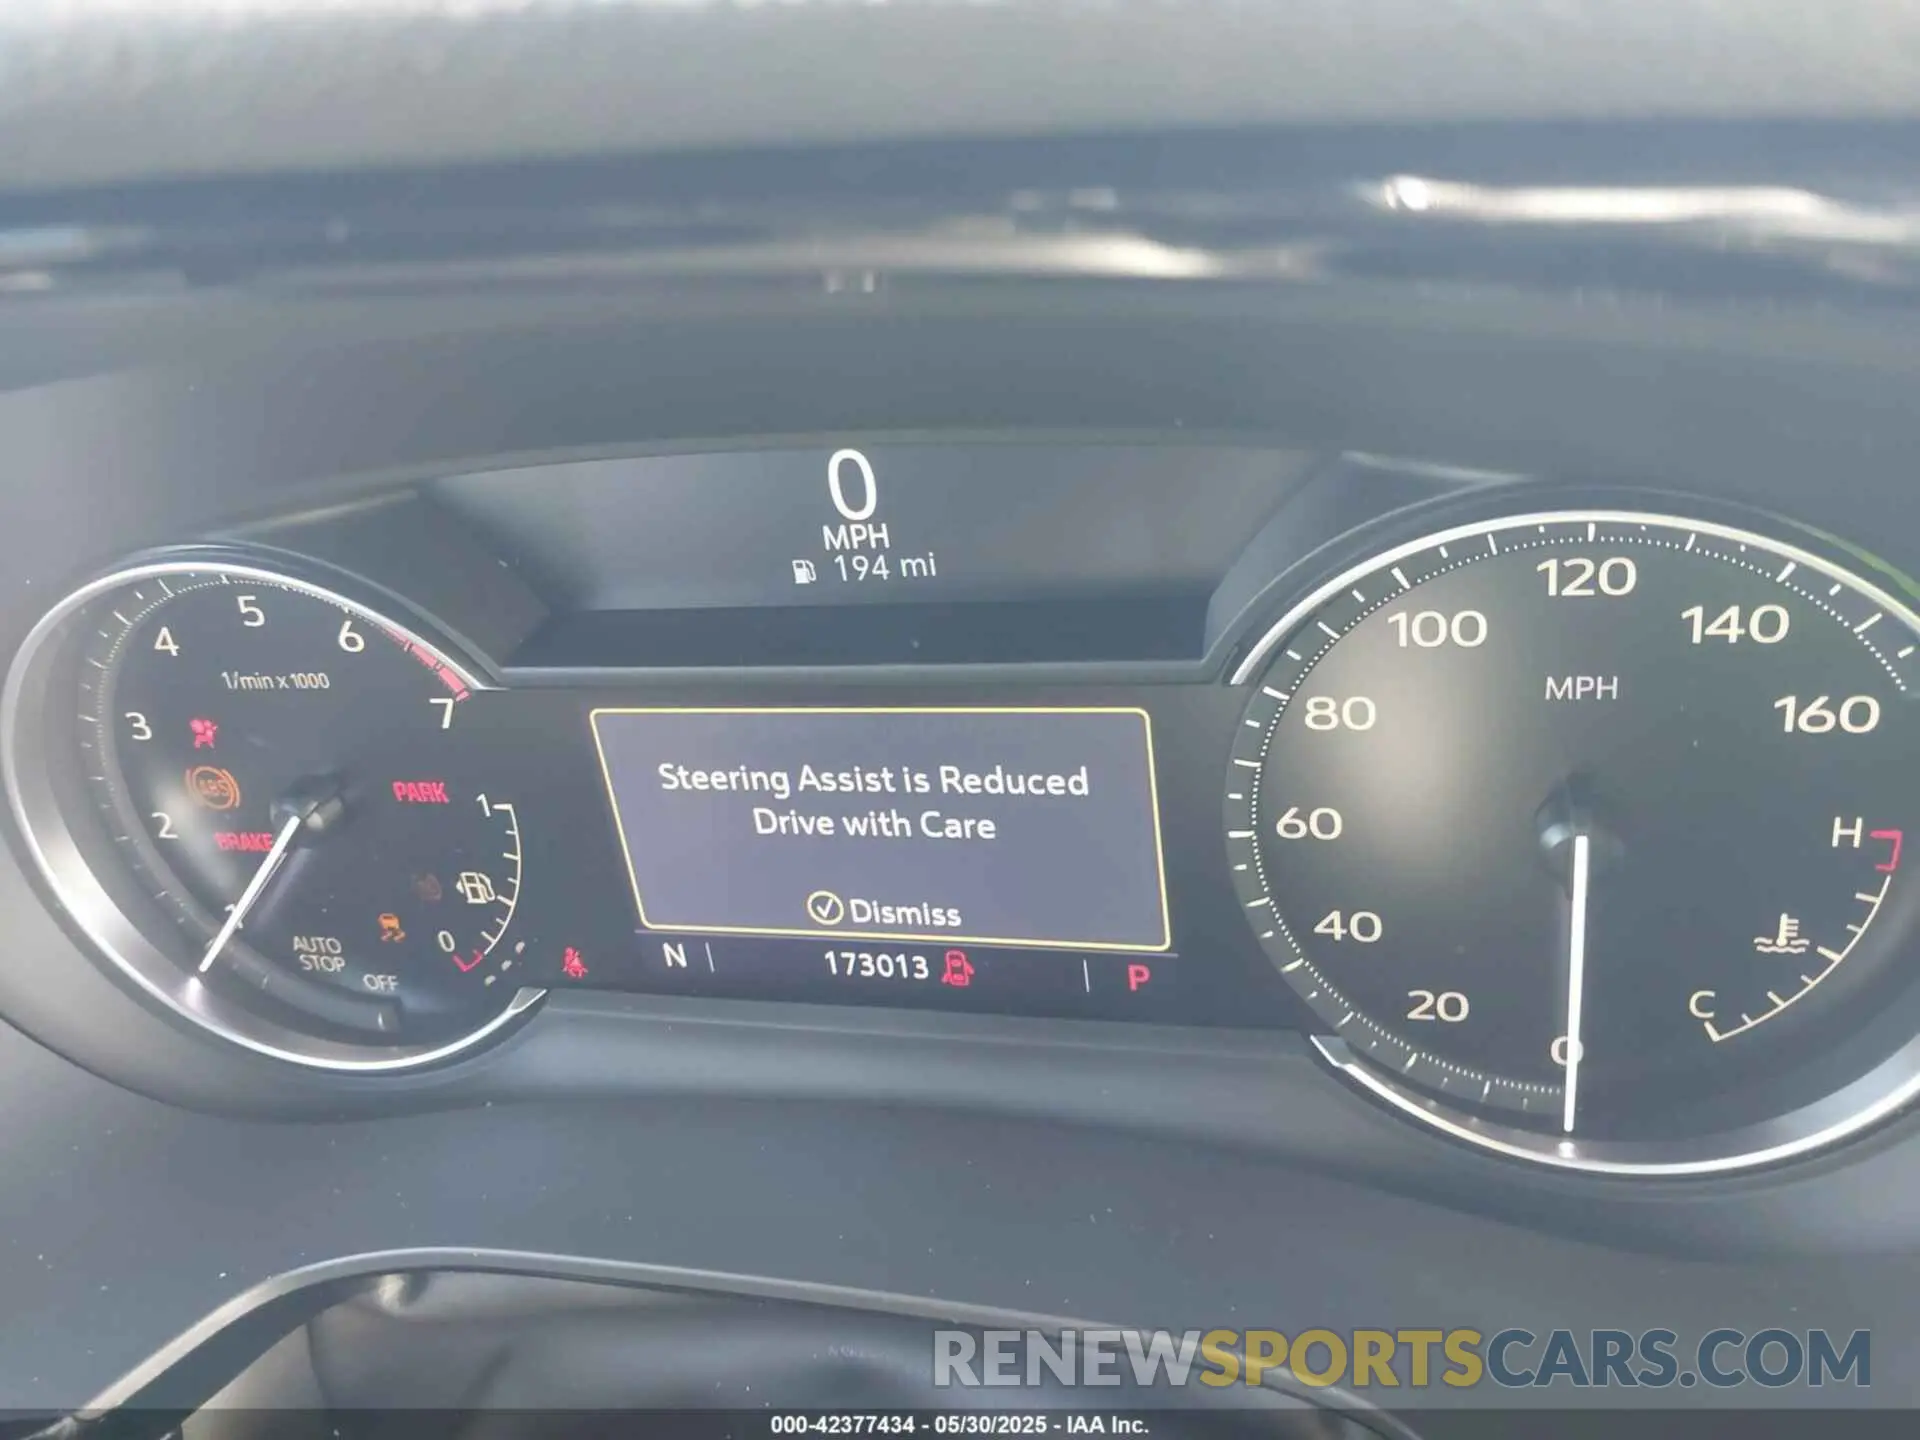 0
MPH
194 mi
1 2 3 4 5 6 7
1/min x 1000
ABS
BRAKE
PARK
1
0
AUTO
STOP
OFF
Steering Assist is Reduced
Drive with Care
Dismiss
N
173013
P
0 20 40 60 80 100 120 140 160
MPH
H
C
RENEWSPORTSCARS.COM
000-42377434 - 05/30/2025 - IAA Inc.